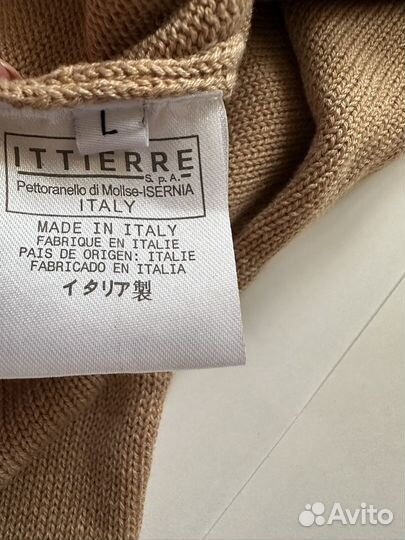 L
ITTIERRE
S.p.A.
Pettoranello di Molise-ISERNIA
ITALY
MADE IN ITALY
FABRIQUE EN ITALIE
PAIS DE ORIGEN: ITALIE
FABRICADO EN ITALIA
イタリア製
Avito